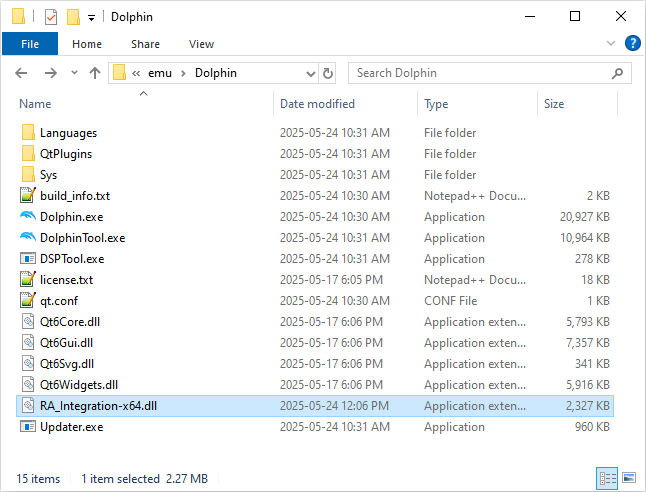 Dolphin
File Home Share View
« emu > Dolphin Search Dolphin
Name Date modified Type Size
Languages 2025-05-24 10:31 AM File folder
QtPlugins 2025-05-24 10:31 AM File folder
Sys 2025-05-24 10:31 AM File folder
build_info.txt 2025-05-24 10:30 AM Notepad++ Docu... 2 KB
Dolphin.exe 2025-05-24 10:30 AM Application 20,927 KB
DolphinTool.exe 2025-05-24 10:31 AM Application 10,964 KB
DSPTool.exe 2025-05-24 10:31 AM Application 278 KB
license.txt 2025-05-17 6:05 PM Notepad++ Docu... 18 KB
qt.conf 2025-05-24 10:30 AM CONF File 1 KB
Qt6Core.dll 2025-05-17 6:06 PM Application exten... 5,793 KB
Qt6Gui.dll 2025-05-17 6:06 PM Application exten... 7,357 KB
Qt6Svg.dll 2025-05-17 6:06 PM Application exten... 341 KB
Qt6Widgets.dll 2025-05-17 6:06 PM Application exten... 5,916 KB
RA_Integration-x64.dll 2025-05-24 12:06 PM Application exten... 2,327 KB
Updater.exe 2025-05-24 10:31 AM Application 960 KB
15 items 1 item selected 2.27 MB